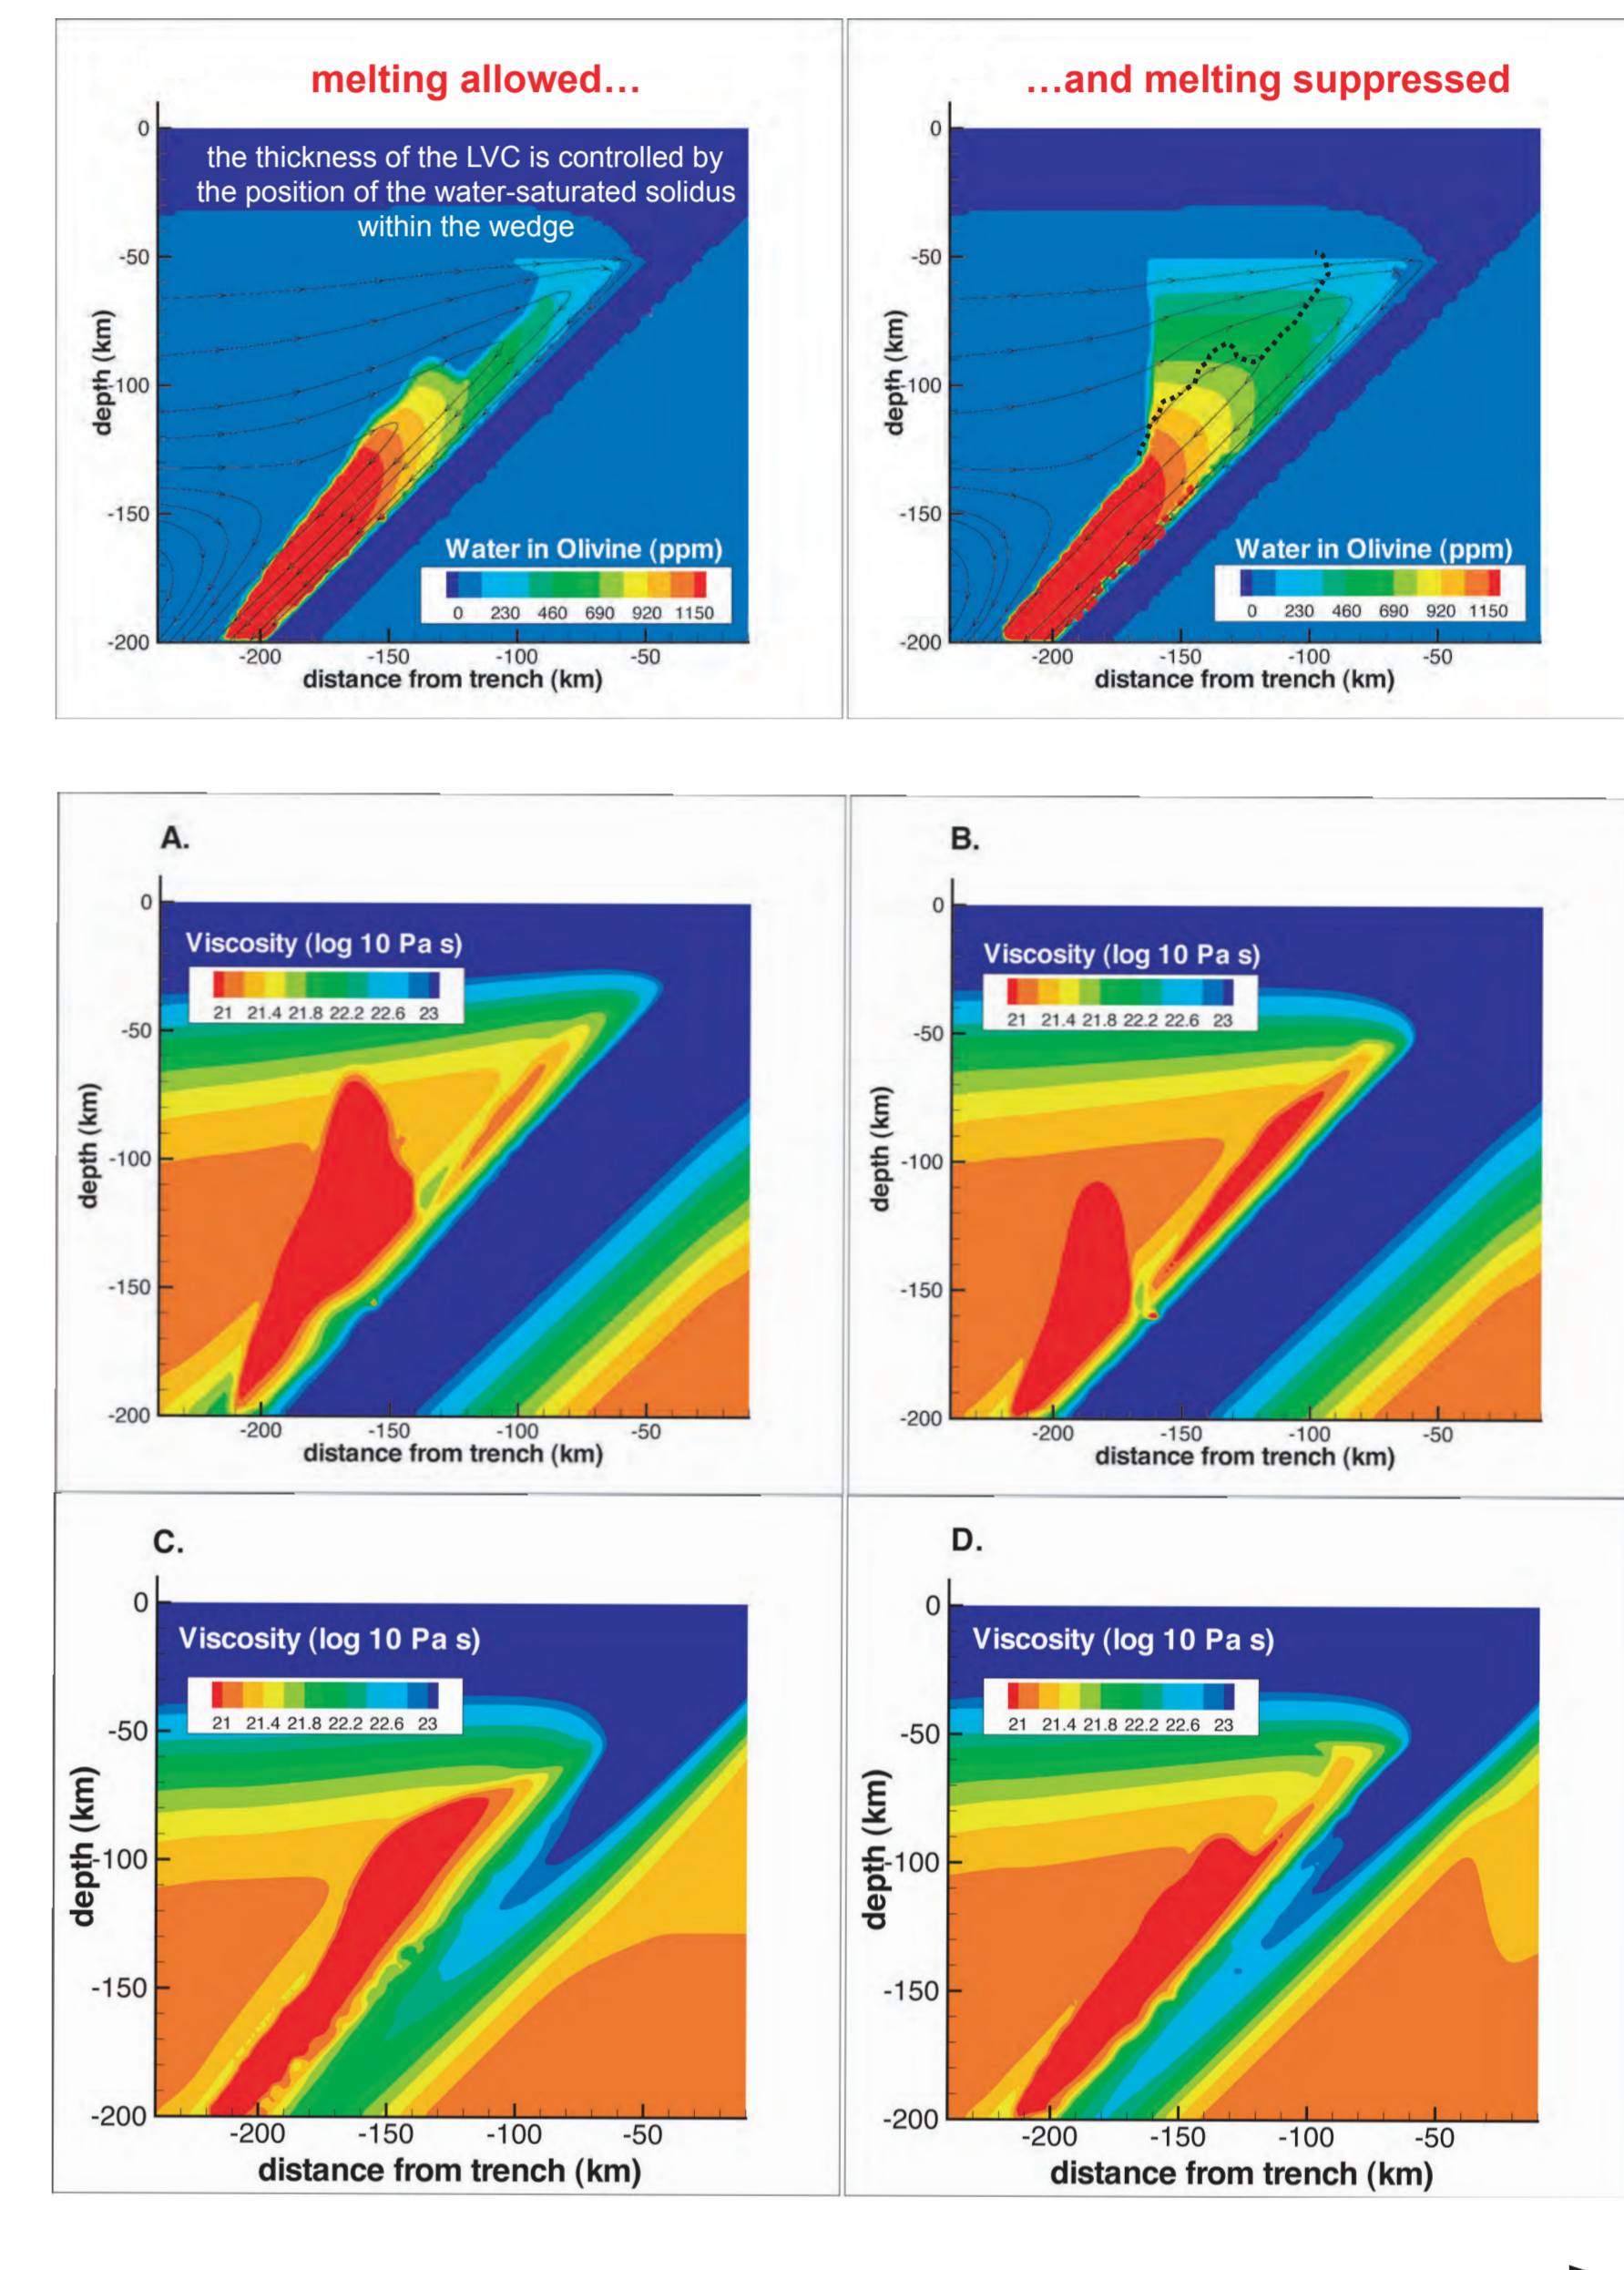 melting allowed...
the thickness of the LVC is controlled by
the position of the water-saturated solidus
within the wedge
0
-50
-100
-150
-200
depth (km)
Water in Olivine (ppm)
0 230 460 690 920 1150
-200 -150 -100 -50
distance from trench (km)
...and melting suppressed
0
-50
-100
-150
-200
depth (km)
Water in Olivine (ppm)
0 230 460 690 920 1150
-200 -150 -100 -50
distance from trench (km)
A.
0
-50
-100
-150
-200
depth (km)
Viscosity (log 10 Pa s)
21 21.4 21.8 22.2 22.6 23
-200 -150 -100 -50
distance from trench (km)
B.
0
-50
-100
-150
-200
depth (km)
Viscosity (log 10 Pa s)
21 21.4 21.8 22.2 22.6 23
-200 -150 -100 -50
distance from trench (km)
C.
0
-50
-100
-150
-200
depth (km)
Viscosity (log 10 Pa s)
21 21.4 21.8 22.2 22.6 23
-200 -150 -100 -50
distance from trench (km)
D.
0
-50
-100
-150
-200
depth (km)
Viscosity (log 10 Pa s)
21 21.4 21.8 22.2 22.6 23
-200 -150 -100 -50
distance from trench (km)